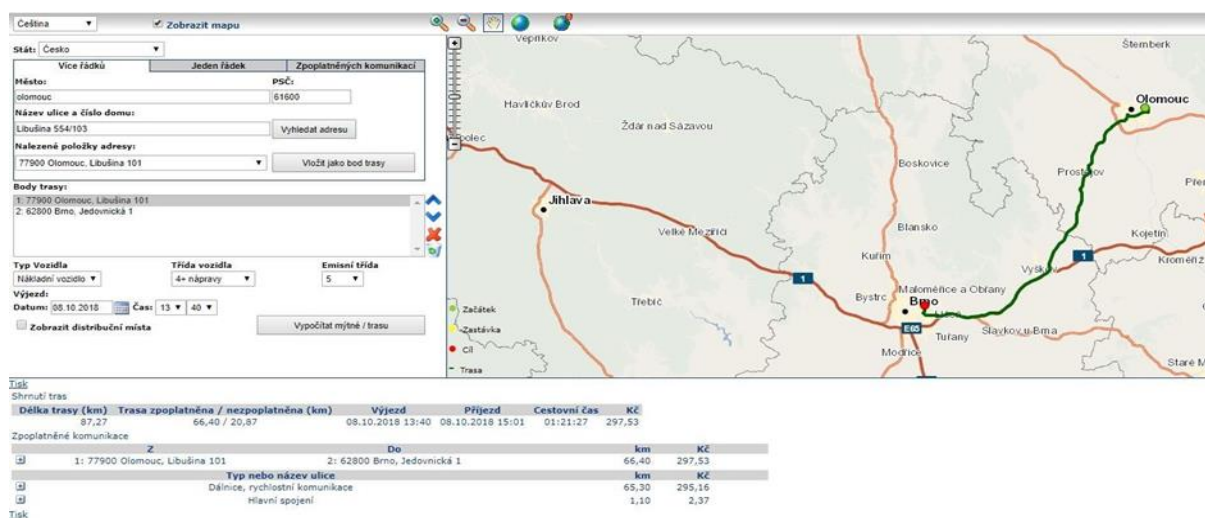 Čeština
Zobrazit mapu
Stát: Česko
Více řádků Jeden řádek Zpoplatněných komunikací
Město: PSČ:
olomouc 61600
Název ulice a číslo domu:
Libušina 554/103 Vyhledat adresu
Nalezené položky adresy:
77900 Olomouc, Libušina 101 Vložit jako bod trasy
Body trasy:
1: 77900 Olomouc, Libušina 101
2: 62800 Brno, Jedovnická 1
Typ Vozidla Třída vozidla Emisní třída
Nákladní vozidlo 4+ nápravy 5
Výjezd:
Datum: 08.10.2018 Čas: 13 40
Zobrazit distribuční místa Vypočítat mýtné / trasu
Vepříkov
Šternberk
Olomouc
Havlíčkův Brod
Ždár nad Sázavou
Boskovice
Prostějov
Jihlava
Velké Meziříčí
Blansko
Kojetín
Kuřim
1
1
Vyškov
Kroměříž
Maloměřice a Obřany
Bystrc
Brno
Třebíč
Líšeň
E65
Tuřany
Slavkov u Brna
Modřice
Staré M
Začátek
Zastávka
Cíl
Trasa
Tisk
Shrnutí tras
Délka trasy (km) Trasa zpoplatněna / nezpoplatněna (km) Výjezd Příjezd Cestovní čas Kč
87,27 66,40 / 20,87 08.10.2018 13:40 08.10.2018 15:01 01:21:27 297,53
Zpoplatněné komunikace
Z Do km Kč
1: 77900 Olomouc, Libušina 101 2: 62800 Brno, Jedovnická 1 66,40 297,53
Typ nebo název ulice km Kč
Dálnice, rychlostní komunikace 65,30 295,16
Hlavní spojení 1,10 2,37
Tisk